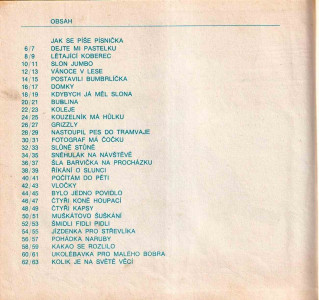 OBSAH
JAK SE PÍŠE PÍSNIČKA
6/7 DEJTE MI PASTELKU
8/9 LÉTAJÍCÍ KOBEREC
10/11 SLON JUMBO
12/13 VÁNOCE V LESE
14/15 POSTAVILI BUMBRLÍČKA
16/17 DOMKY
18/19 KDYBYCH JÁ MĚL SLONA
20/21 BUBLINA
22/23 KOLEJE
24/25 KOUZELNÍK MÁ HŮLKU
26/27 GRIZZLY
28/29 NASTOUPIL PES DO TRAMVAJE
30/31 FOTOGRAF MÁ ČOČKU
32/33 SLŮNĚ STŮNĚ
34/35 SNĚHULÁK NA NÁVŠTĚVĚ
36/37 ŠLA BARVIČKA NA PROCHÁZKU
38/39 ŘÍKÁNÍ O SLUNCI
40/41 POČÍTÁM DO PĚTI
42/43 VLOČKY
44/45 BYLO JEDNO POVIDLO
46/47 ČTYŘI KONĚ HOUPACÍ
48/49 ČTYŘI KAPSY
50/51 MUŠKÁTOVO ŠUŠKÁNÍ
52/53 ŠMIDLI FIDLI PIDLI
54/55 JÍZDENKA PRO STŘEVLÍKA
56/57 POHÁDKA NARUBY
58/59 KAKAO SE ROZLILO
60/61 UKOLÉBAVKA PRO MALÉHO BOBRA
62/63 KOLIK JE NA SVĚTĚ VĚCÍ